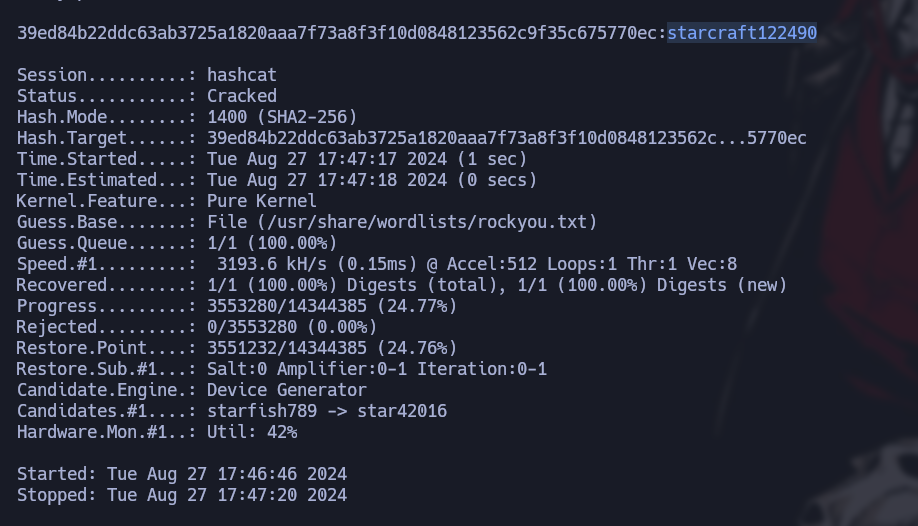 39ed84b22ddc63ab3725a1820aaa7f73a8f3f10d0848123562c9f35c675770ec:starcraft122490
Session..........: hashcat
Status...........: Cracked
Hash.Mode........: 1400 (SHA2-256)
Hash.Target......: 39ed84b22ddc63ab3725a1820aaa7f73a8f3f10d0848123562c...5770ec
Time.Started.....: Tue Aug 27 17:47:17 2024 (1 sec)
Time.Estimated...: Tue Aug 27 17:47:18 2024 (0 secs)
Kernel.Feature...: Pure Kernel
Guess.Base.......: File (/usr/share/wordlists/rockyou.txt)
Guess.Queue......: 1/1 (100.00%)
Speed.#1.........:  3193.6 kH/s (0.15ms) @ Accel:512 Loops:1 Thr:1 Vec:8
Recovered........: 1/1 (100.00%) Digests (total), 1/1 (100.00%) Digests (new)
Progress.........: 3553280/14344385 (24.77%)
Rejected.........: 0/3553280 (0.00%)
Restore.Point....: 3551232/14344385 (24.76%)
Restore.Sub.#1...: Salt:0 Amplifier:0-1 Iteration:0-1
Candidate.Engine.: Device Generator
Candidates.#1....: starfish789 -> star42016
Hardware.Mon.#1..: Util: 42%
Started: Tue Aug 27 17:46:46 2024
Stopped: Tue Aug 27 17:47:20 2024